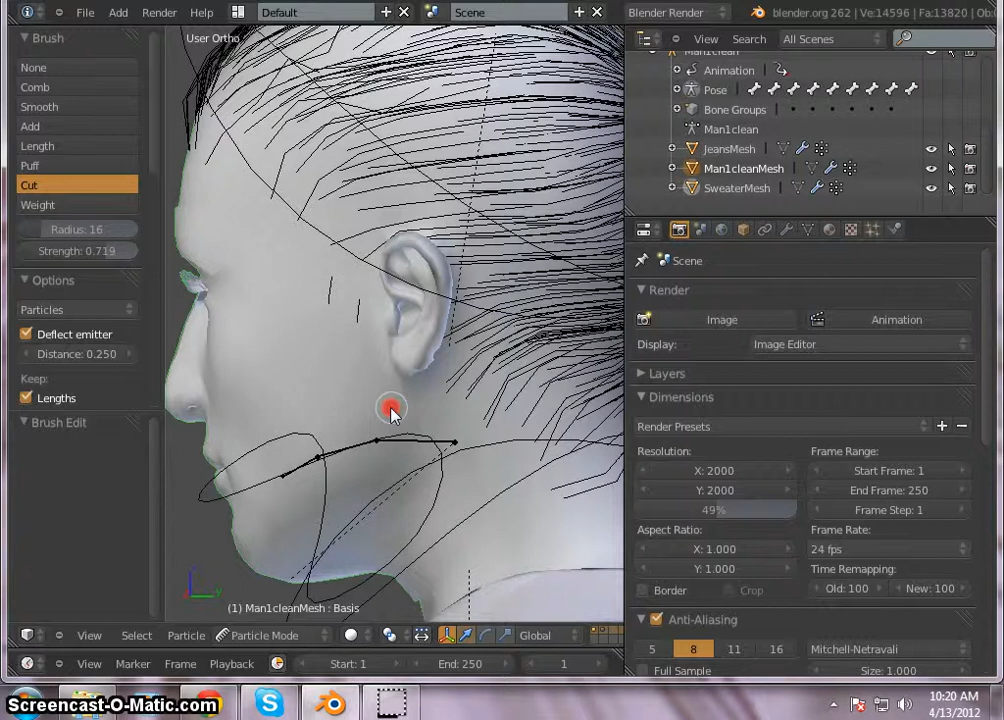 File Add Render Help Default Scene Blender Render blender.org 262 | Ve:14596 | Fa:13820 | Ob:
Brush
None
Comb
Smooth
Add
Length
Puff
Cut
Weight
Radius: 16
Strength: 0.719
Options
Particles
Deflect emitter
Distance: 0.250
Keep:
Lengths
Brush Edit
User Ortho
(1) Man1cleanMesh : Basis
View Select Particle Particle Mode Global
View Marker Frame Playback Start: 1 End: 250 1
View Search All Scenes
Man1clean
Animation
Pose
Bone Groups
Man1clean
JeansMesh
Man1cleanMesh
SweaterMesh
Scene
Render
Image Animation
Display: Image Editor
Layers
Dimensions
Render Presets
Resolution: Frame Range:
X: 2000 Start Frame: 1
Y: 2000 End Frame: 250
49% Frame Step: 1
Aspect Ratio: Frame Rate:
X: 1.000 24 fps
Y: 1.000 Time Remapping:
Border Crop Old: 100 New: 100
Anti-Aliasing
5 8 11 16 Mitchell-Netravali
Full Sample Size: 1.000
Screencast-O-Matic.com
10:20 AM
4/13/2012